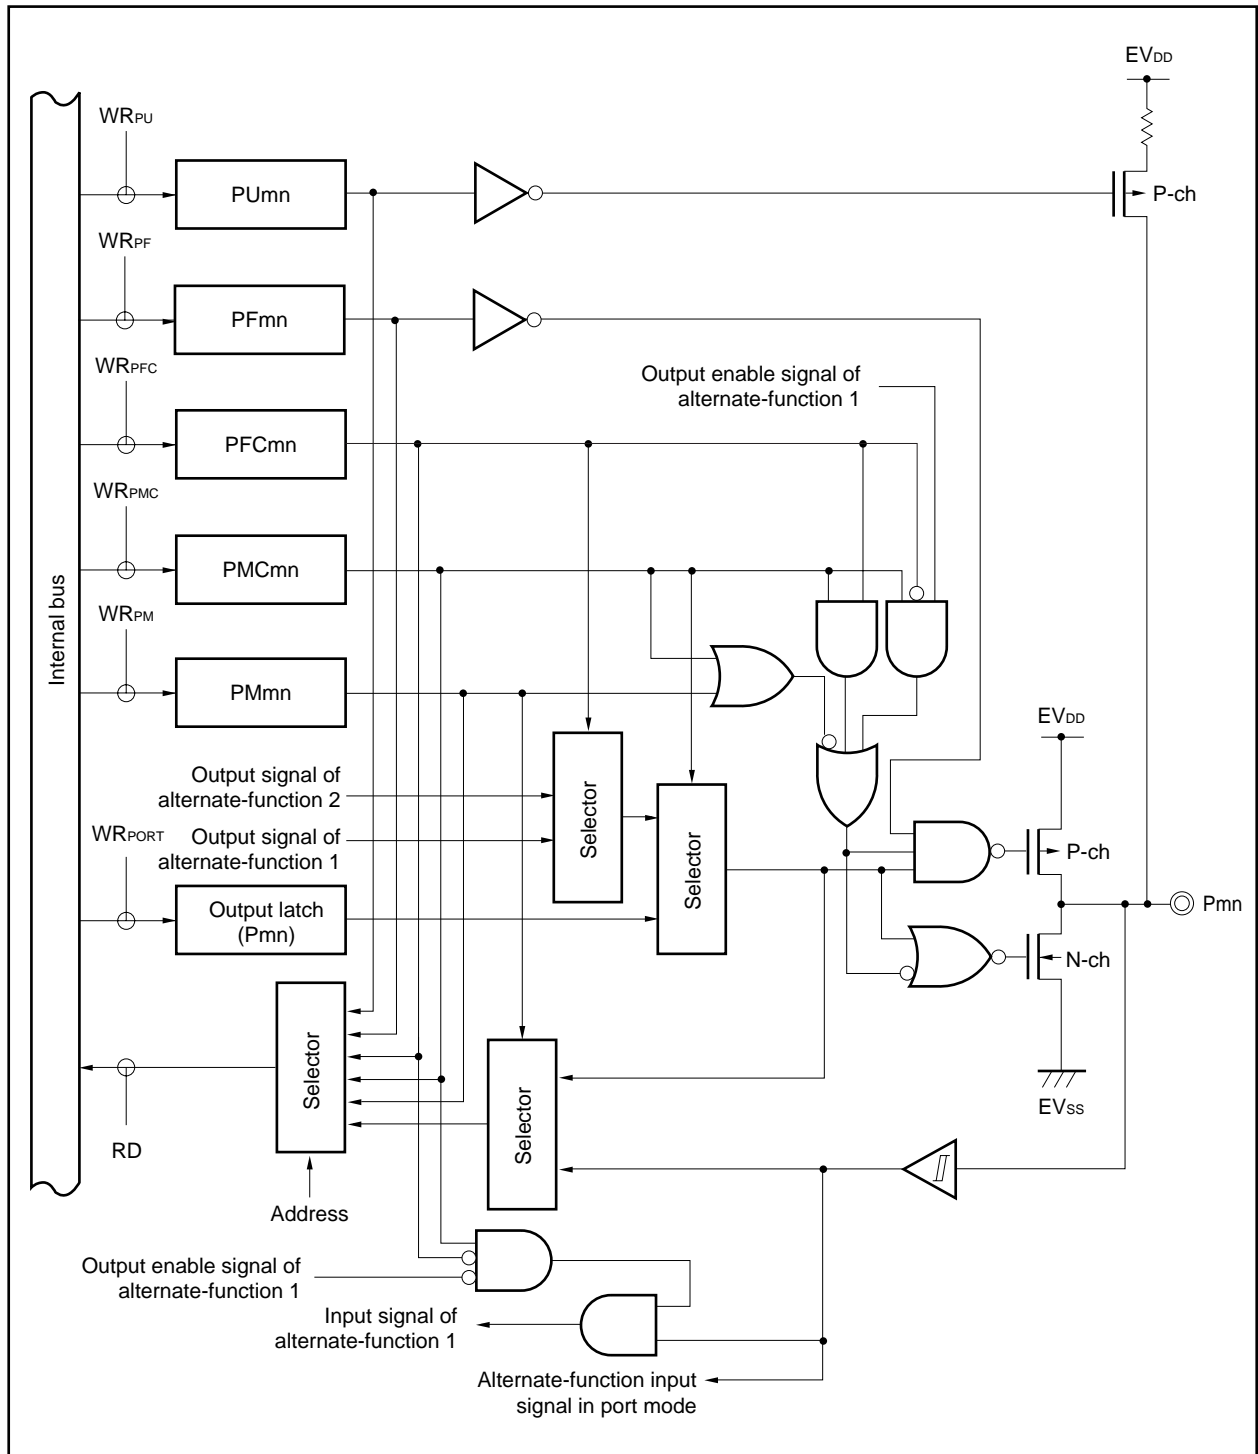 EVDD
WRPU
PUmn
P-ch
WRPF
PFmn
WRPFC
Output enable signal of
alternate-function 1
PFCmn
WRPMC
PMCmn
Internal bus
WRPM
PMmn
EVDD
Output signal of
alternate-function 2
Selector
WRPORT
Output signal of
alternate-function 1
Selector
P-ch
Output latch
(Pmn)
Pmn
N-ch
Selector
Selector
EVSS
RD
Address
Output enable signal of
alternate-function 1
Input signal of
alternate-function 1
Alternate-function input
signal in port mode